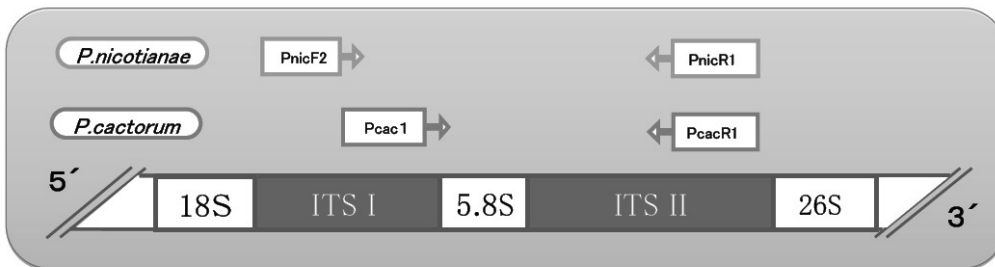 P.nicotianae PnicF2 PnicR1
P.cactorum Pcac1 PcacR1
5´
18S ITS I 5.8S ITS II 26S
3´